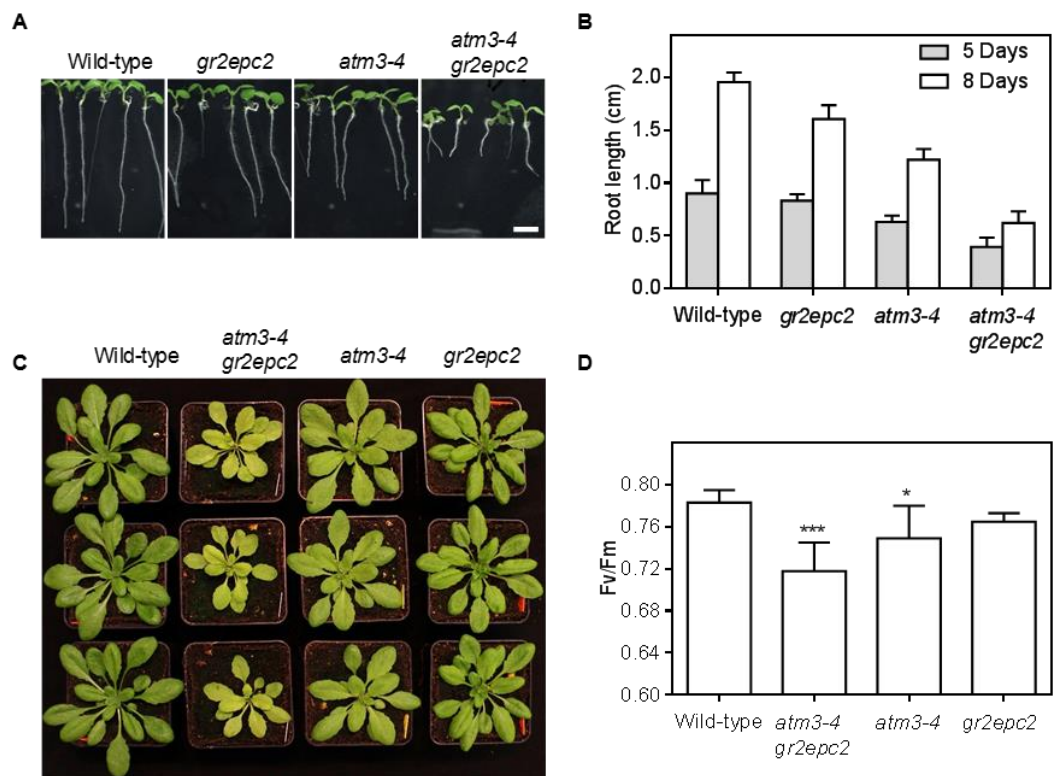 A
Wild-type
gr2epc2
atm3-4
atm3-4
gr2epc2
B
5 Days
8 Days
Root length (cm)
2.0
1.5
1.0
0.5
0.0
Wild-type
gr2epc2
atm3-4
atm3-4
gr2epc2
C
Wild-type
atm3-4
gr2epc2
atm3-4
gr2epc2
D
Fv/Fm
0.80
0.76
0.72
0.68
0.64
0.60
***
*
Wild-type
atm3-4
gr2epc2
atm3-4
gr2epc2